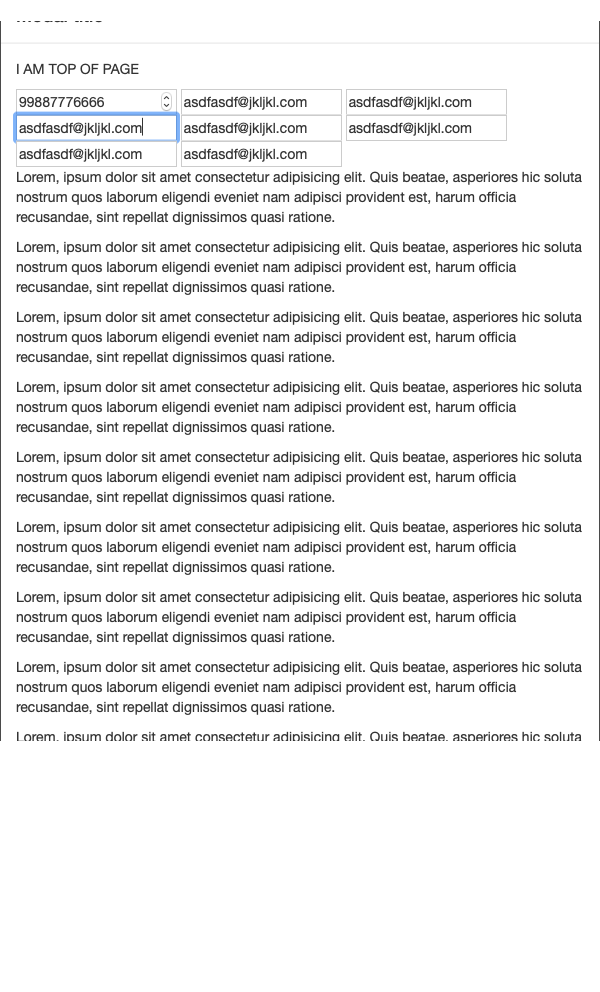 I AM TOP OF PAGE
99887776666 asdfasdf@jkljkl.com asdfasdf@jkljkl.com
asdfasdf@jkljkl.com asdfasdf@jkljkl.com asdfasdf@jkljkl.com
asdfasdf@jkljkl.com asdfasdf@jkljkl.com
Lorem, ipsum dolor sit amet consectetur adipisicing elit. Quis beatae, asperiores hic soluta
nostrum quos laborum eligendi eveniet nam adipisci provident est, harum officia
recusandae, sint repellat dignissimos quasi ratione.
Lorem, ipsum dolor sit amet consectetur adipisicing elit. Quis beatae, asperiores hic soluta
nostrum quos laborum eligendi eveniet nam adipisci provident est, harum officia
recusandae, sint repellat dignissimos quasi ratione.
Lorem, ipsum dolor sit amet consectetur adipisicing elit. Quis beatae, asperiores hic soluta
nostrum quos laborum eligendi eveniet nam adipisci provident est, harum officia
recusandae, sint repellat dignissimos quasi ratione.
Lorem, ipsum dolor sit amet consectetur adipisicing elit. Quis beatae, asperiores hic soluta
nostrum quos laborum eligendi eveniet nam adipisci provident est, harum officia
recusandae, sint repellat dignissimos quasi ratione.
Lorem, ipsum dolor sit amet consectetur adipisicing elit. Quis beatae, asperiores hic soluta
nostrum quos laborum eligendi eveniet nam adipisci provident est, harum officia
recusandae, sint repellat dignissimos quasi ratione.
Lorem, ipsum dolor sit amet consectetur adipisicing elit. Quis beatae, asperiores hic soluta
nostrum quos laborum eligendi eveniet nam adipisci provident est, harum officia
recusandae, sint repellat dignissimos quasi ratione.
Lorem, ipsum dolor sit amet consectetur adipisicing elit. Quis beatae, asperiores hic soluta
nostrum quos laborum eligendi eveniet nam adipisci provident est, harum officia
recusandae, sint repellat dignissimos quasi ratione.
Lorem, ipsum dolor sit amet consectetur adipisicing elit. Quis beatae, asperiores hic soluta
nostrum quos laborum eligendi eveniet nam adipisci provident est, harum officia
recusandae, sint repellat dignissimos quasi ratione.
Lorem, ipsum dolor sit amet consectetur adipisicing elit. Quis beatae, asperiores hic soluta